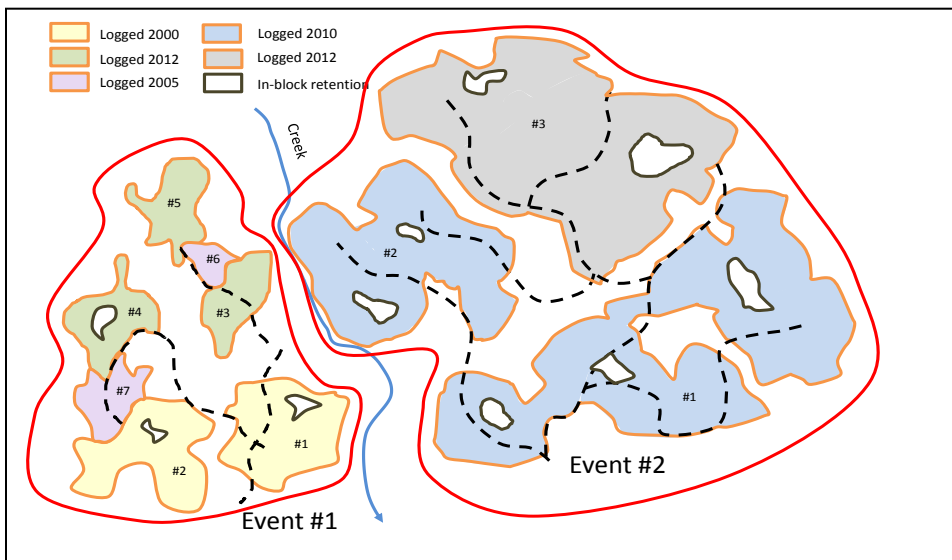 Logged 2000
Logged 2010
Logged 2012
Logged 2012
Logged 2005
In-block retention
Creek
#3
#5
#2
#6
#4
#3
#7
#1
#1
#2
Event #2
Event #1